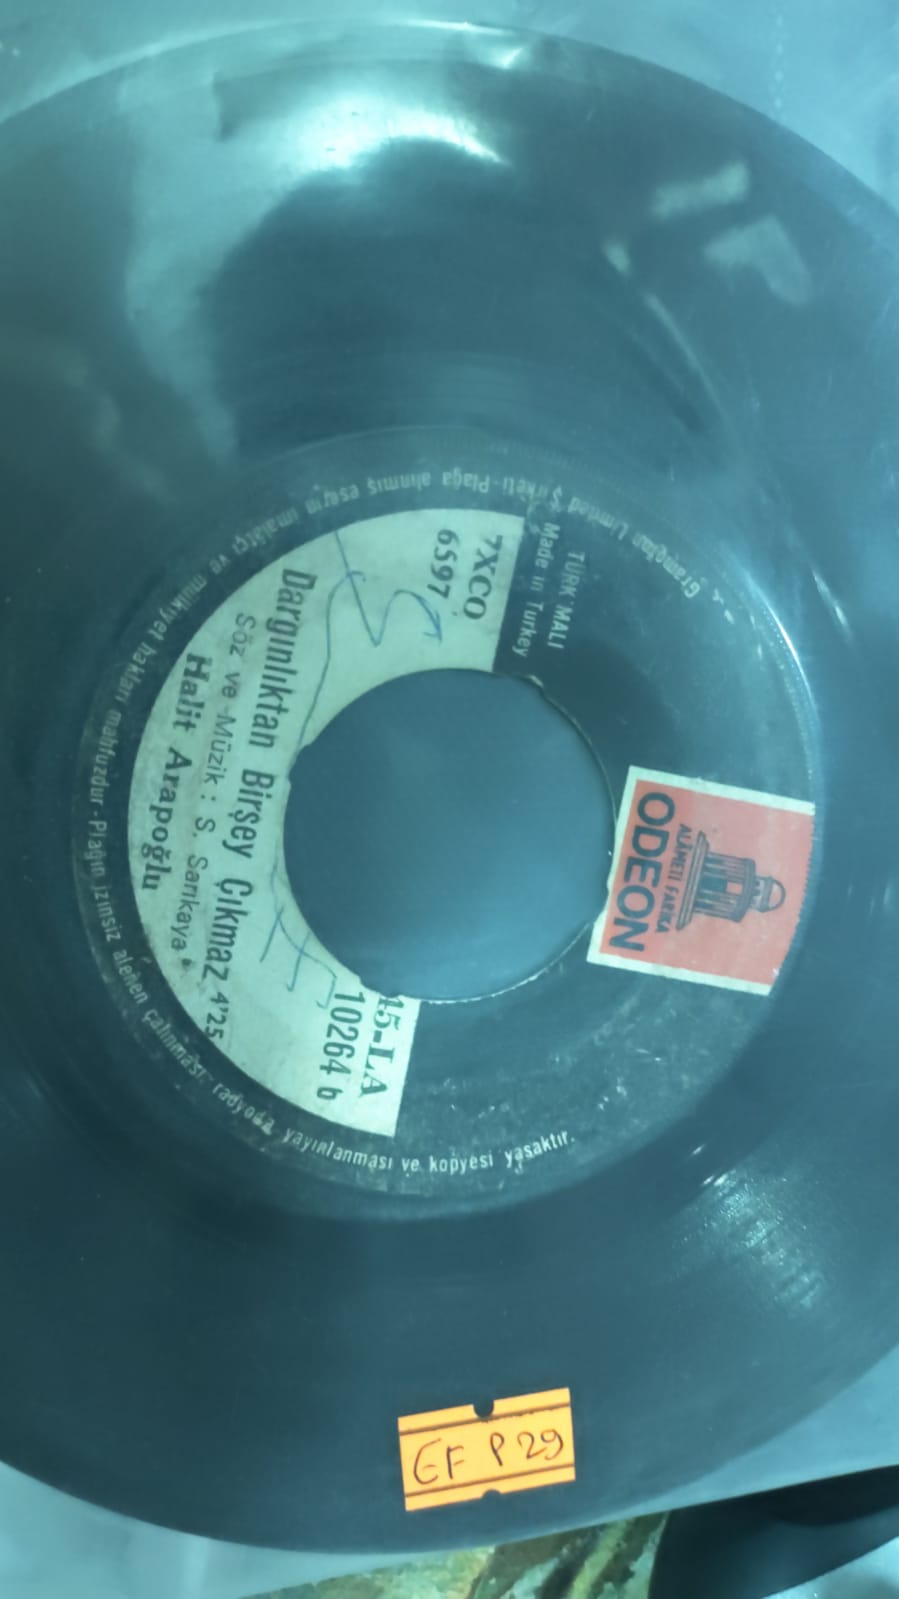 ODEON
ALÂMETİ FARİKA
TÜRK MALI
Made in Turkey
7XCO
6597
45-LA
10264 b
Dargınlıktan Birşey Çıkmaz 4'25
Söz ve Müzik : S. Sarıkaya
Halit Arapoğlu
Gramofon Limited Şirketi-Plağa alınmış eserin imalâtçı ve mülkiyet hakları mahfuzdur-Plağın izinsiz alenen çalınması, radyoda yayınlanması ve kopyesi yasaktır.
EF P 29